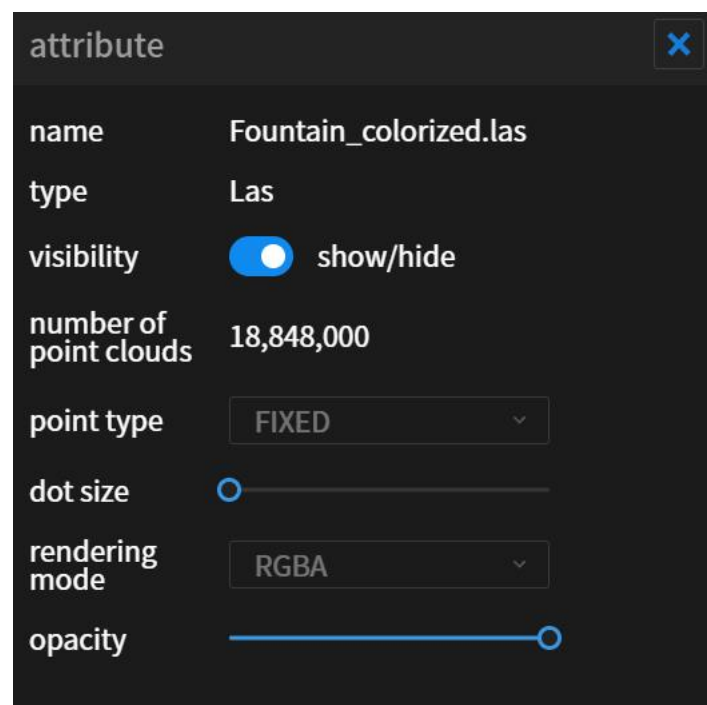 attribute
name Fountain_colorized.las
type Las
visibility show/hide
number of
point clouds 18,848,000
point type FIXED
dot size
rendering
mode RGBA
opacity